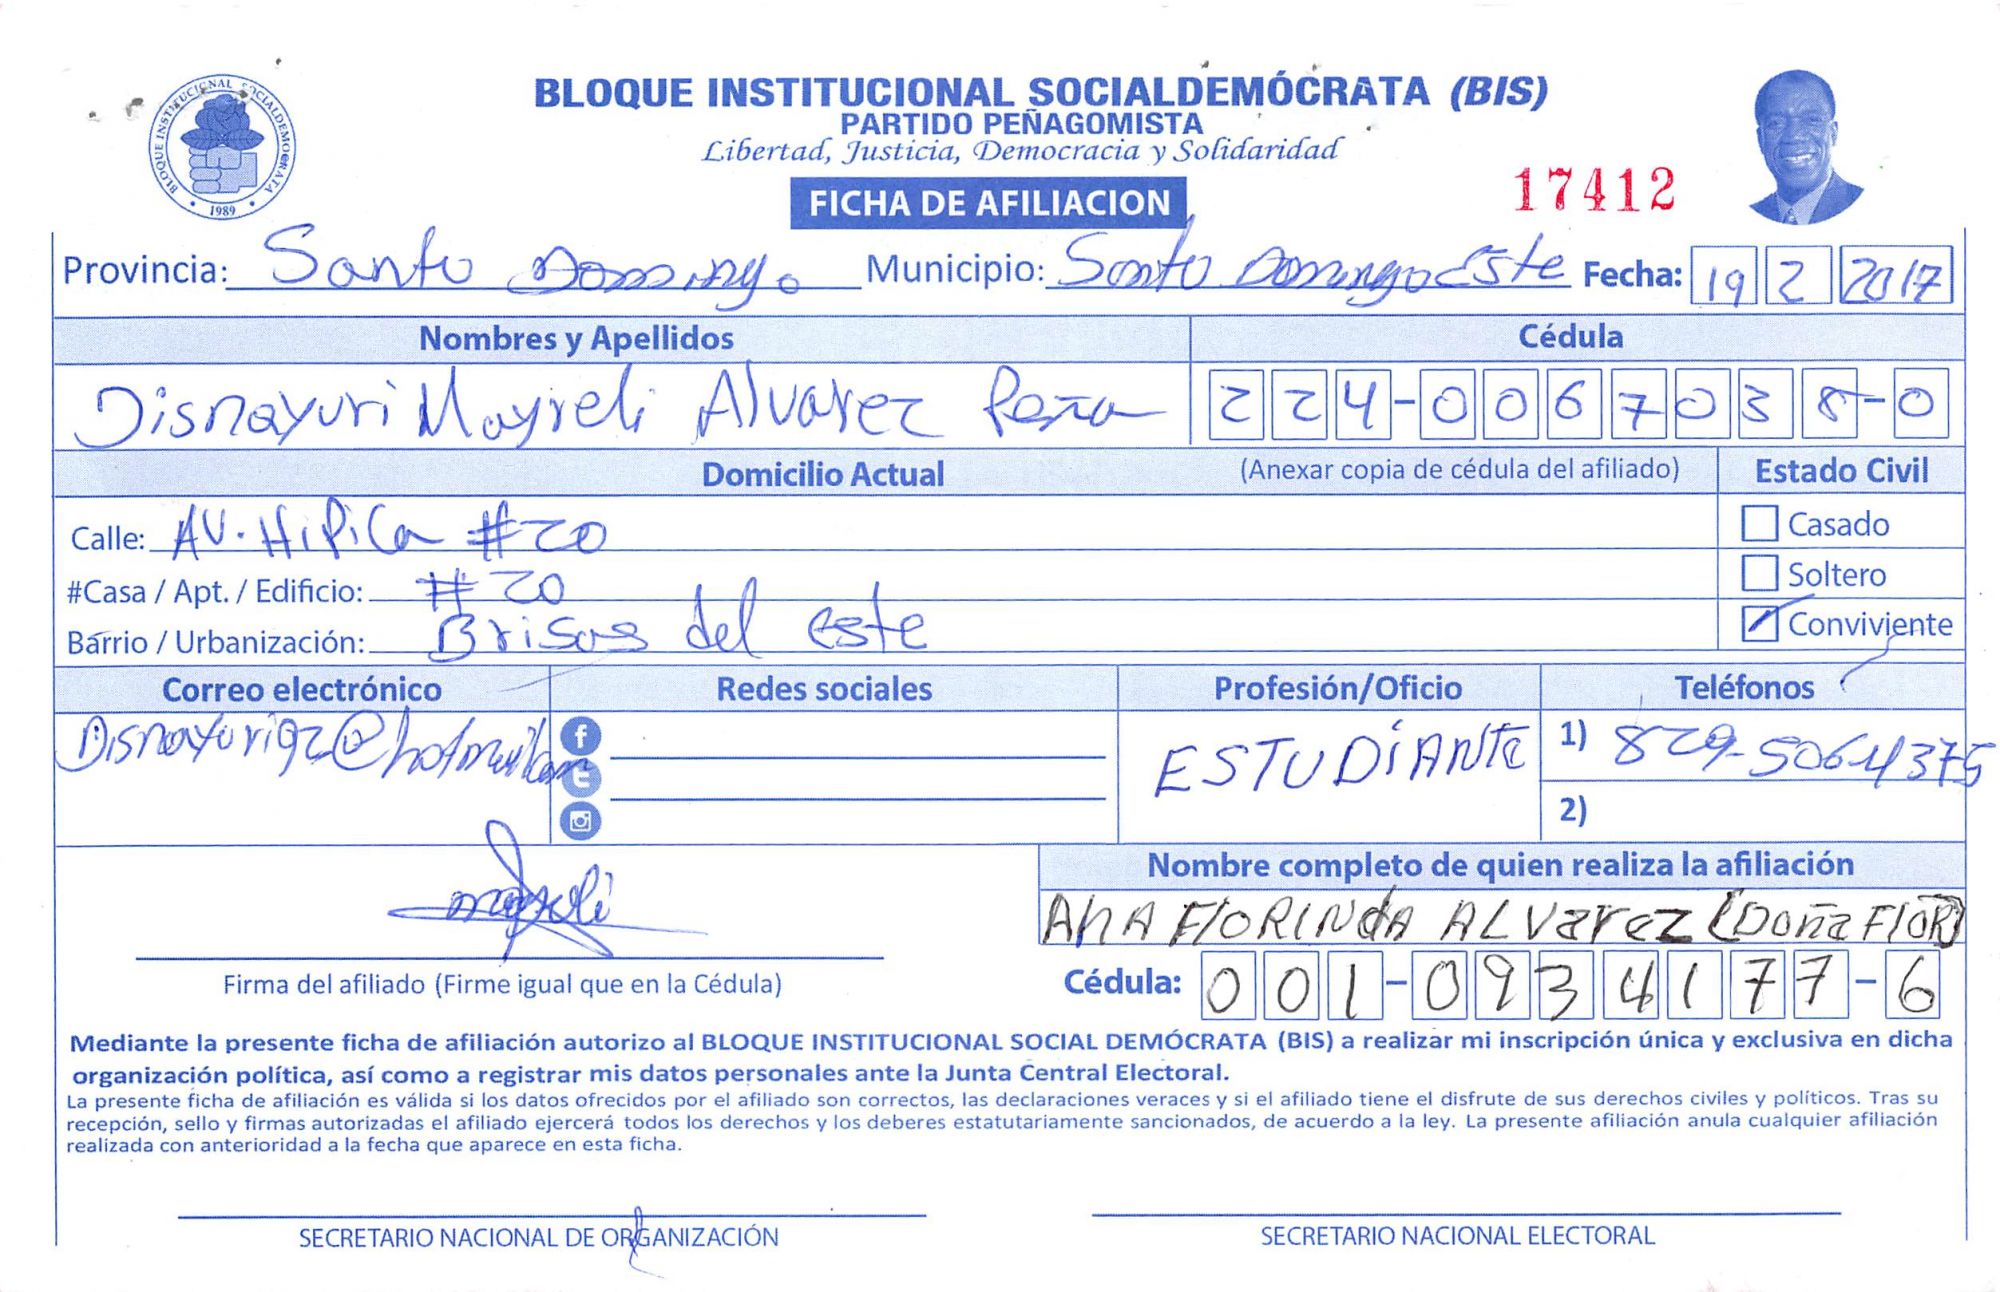 BLOQUE INSTITUCIONAL SOCIALDEMÓCRATA (BIS)
PARTIDO PEÑAGOMISTA
Libertad, Justicia, Democracia y Solidaridad
BLOQUE INSTITUCIONAL SOCIALDEMOCRATA
1989
FICHA DE AFILIACION
17412
Provincia: Santo Domingo Municipio: Santo Domingo Este Fecha: 19 2 2017
Nombres y Apellidos Cédula
Disnayuri Mayreli Alvarez Peña 224-0067038-0
Domicilio Actual (Anexar copia de cédula del afiliado) Estado Civil
Calle: AV. HiPiCa #20 Casado
#Casa / Apt. / Edificio: #20 Soltero
Barrio / Urbanización: Brisas del este Conviviente
Correo electrónico Redes sociales Profesión/Oficio Teléfonos
Disnayuri92@hotmail.com ESTUDiANte 1) 829-5064375
2)
Nombre completo de quien realiza la afiliación
ANA FlORINdA ALVarez (Doña FlOR)
Firma del afiliado (Firme igual que en la Cédula) Cédula: 001-0934177-6
Mediante la presente ficha de afiliación autorizo al BLOQUE INSTITUCIONAL SOCIAL DEMÓCRATA (BIS) a realizar mi inscripción única y exclusiva en dicha
organización política, así como a registrar mis datos personales ante la Junta Central Electoral.
La presente ficha de afiliación es válida si los datos ofrecidos por el afiliado son correctos, las declaraciones veraces y si el afiliado tiene el disfrute de sus derechos civiles y políticos. Tras su
recepción, sello y firmas autorizadas el afiliado ejercerá todos los derechos y los deberes estatutariamente sancionados, de acuerdo a la ley. La presente afiliación anula cualquier afiliación
realizada con anterioridad a la fecha que aparece en esta ficha.
SECRETARIO NACIONAL DE ORGANIZACIÓN SECRETARIO NACIONAL ELECTORAL